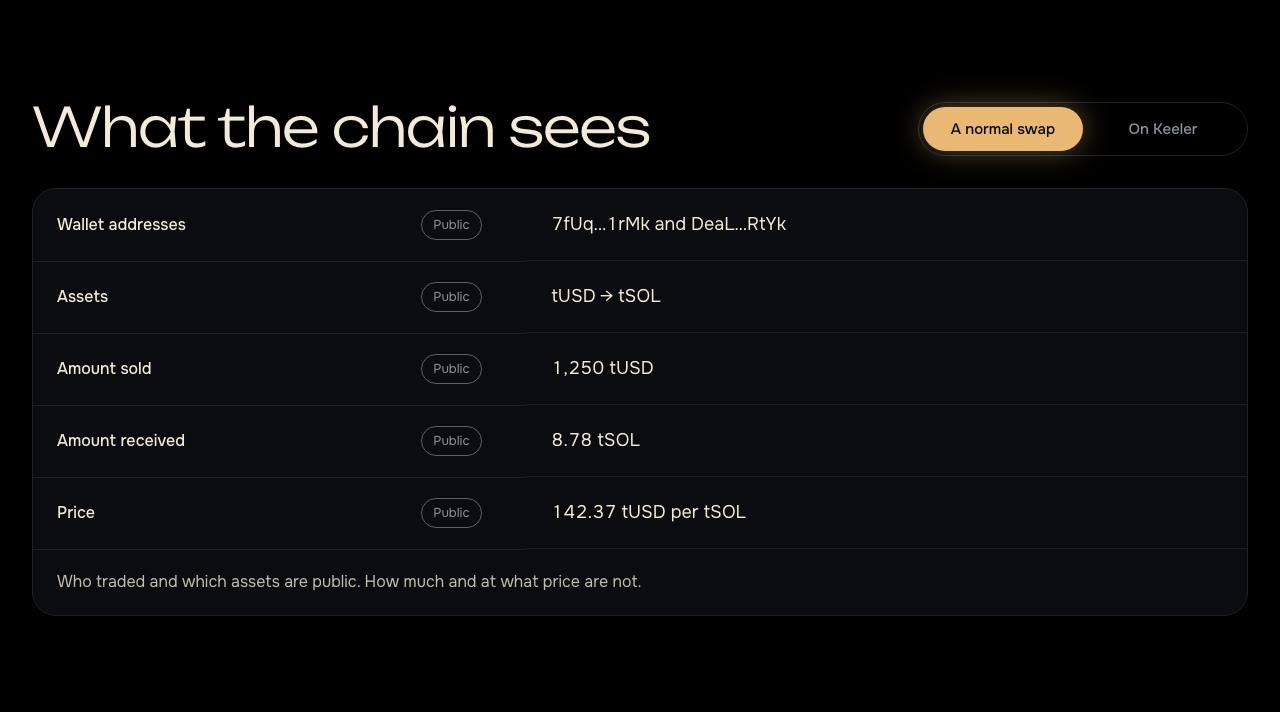 What the chain sees
A normal swap
On Keeler
Wallet addresses Public 7fUq...1rMk and DeaL...RtYk
Assets Public tUSD → tSOL
Amount sold Public 1,250 tUSD
Amount received Public 8.78 tSOL
Price Public 142.37 tUSD per tSOL
Who traded and which assets are public. How much and at what price are not.